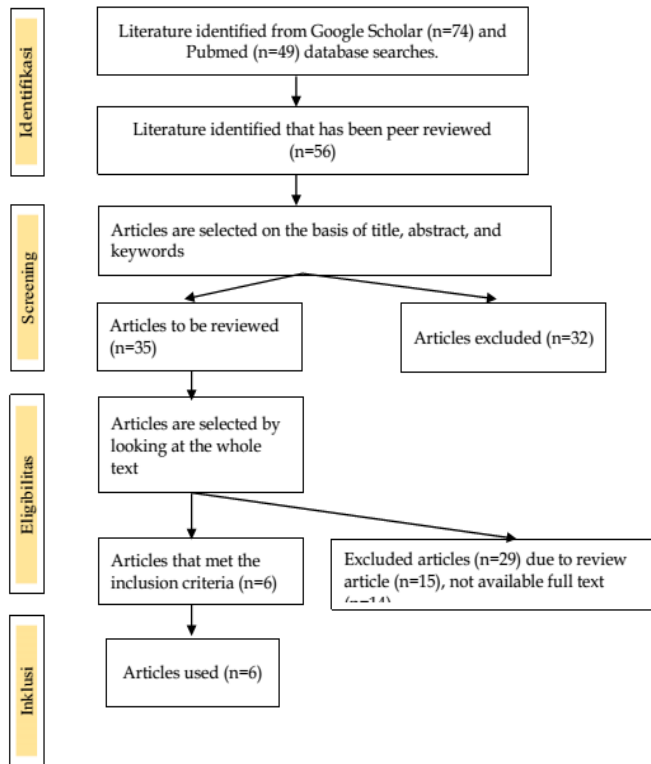 Identifikasi
Literature identified from Google Scholar (n=74) and
Pubmed (n=49) database searches.
Literature identified that has been peer reviewed
(n=56)
Screening
Articles are selected on the basis of title, abstract, and
keywords
Articles to be reviewed
(n=35)
Articles excluded (n=32)
Eligibilitas
Articles are selected by
looking at the whole
text
Articles that met the
inclusion criteria (n=6)
Excluded articles (n=29) due to review
article (n=15), not available full text
(n=14)
Inklusi
Articles used (n=6)